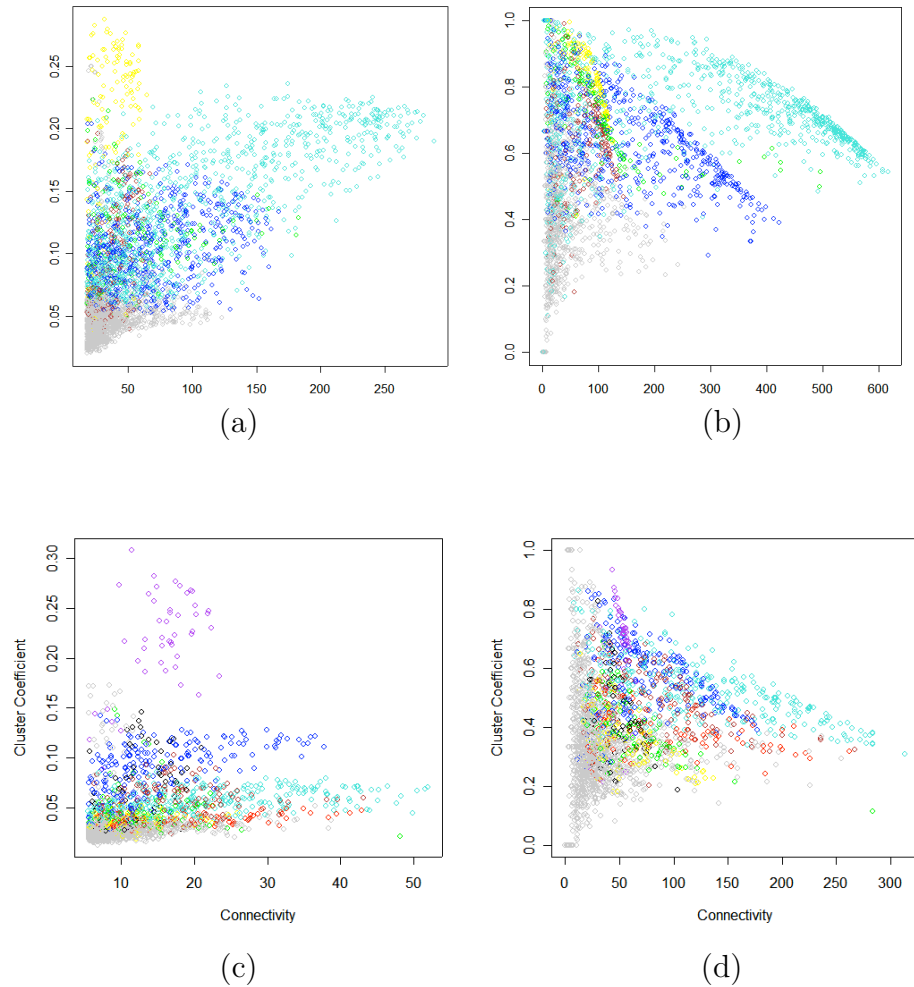 0.05 0.10 0.15 0.20 0.25
50 100 150 200 250
(a)
0.0 0.2 0.4 0.6 0.8 1.0
0 100 200 300 400 500 600
(b)
Cluster Coefficient
0.05 0.10 0.15 0.20 0.25 0.30
10 20 30 40 50
Connectivity
(c)
Cluster Coefficient
0.0 0.2 0.4 0.6 0.8 1.0
0 50 100 150 200 250 300
Connectivity
(d)